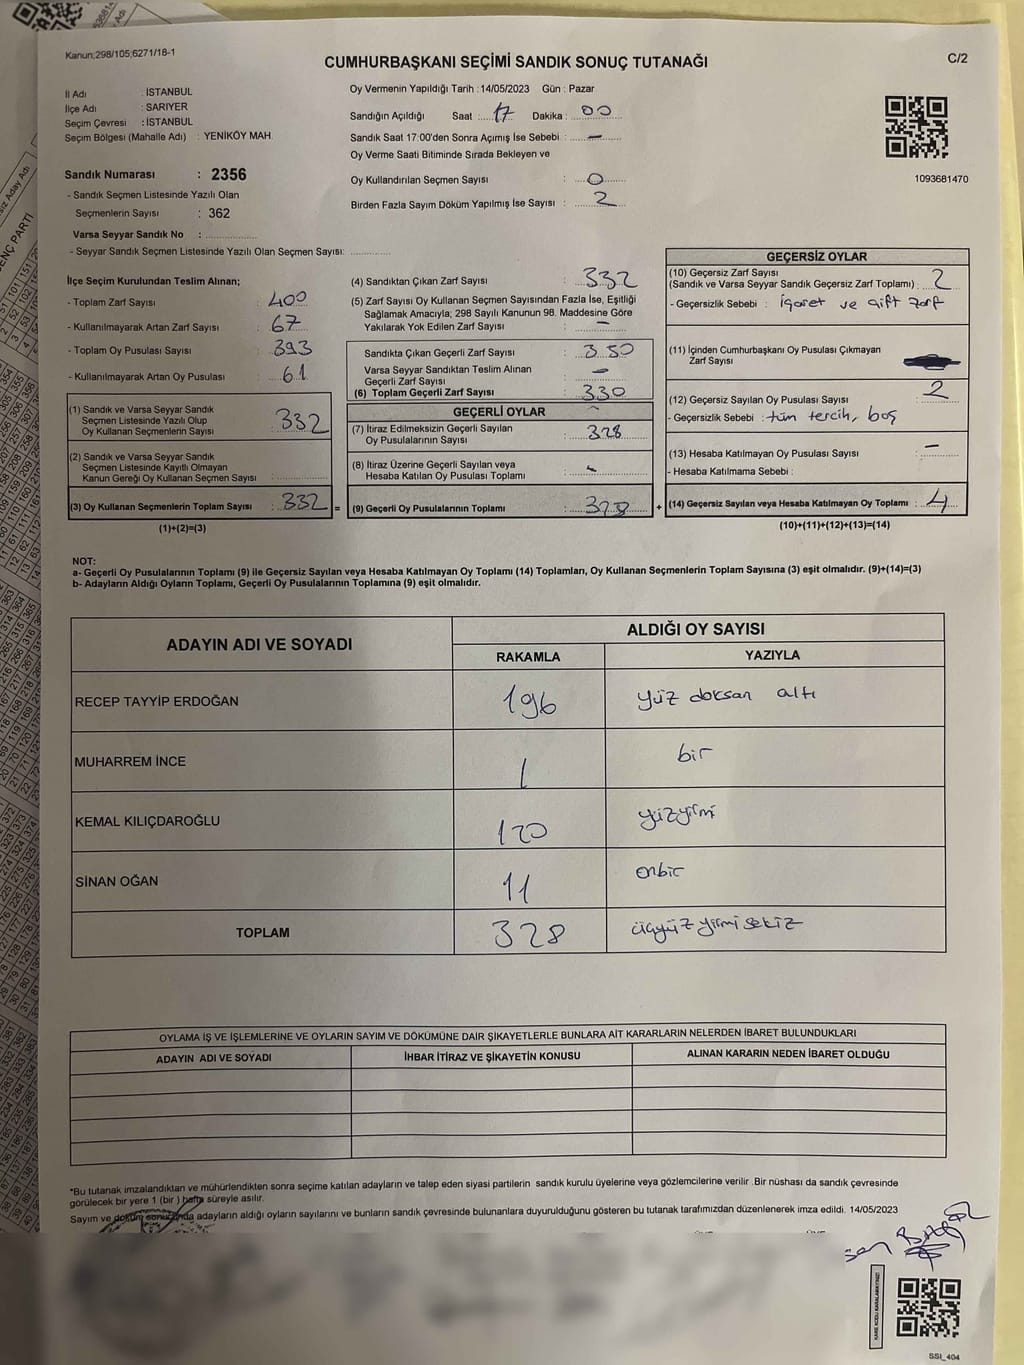 Kanun;298/105;6271/18-1
CUMHURBAŞKANI SEÇİMİ SANDIK SONUÇ TUTANAĞI
C/2
İl Adı : İSTANBUL
İlçe Adı : SARIYER
Seçim Çevresi : İSTANBUL
Seçim Bölgesi (Mahalle Adı) : YENİKÖY MAH.
Sandık Numarası : 2356
- Sandık Seçmen Listesinde Yazılı Olan
Seçmenlerin Sayısı : 362
Varsa Seyyar Sandık No :
- Seyyar Sandık Seçmen Listesinde Yazılı Olan Seçmen Sayısı:
Oy Vermenin Yapıldığı Tarih : 14/05/2023 Gün : Pazar
Sandığın Açıldığı Saat : 17 Dakika : 00
Sandık Saat 17:00'den Sonra Açımış İse Sebebi : —
Oy Verme Saati Bitiminde Sırada Bekleyen ve
Oy Kullandırılan Seçmen Sayısı : 0
Birden Fazla Sayım Döküm Yapılmış İse Sayısı : 2
1093681470
İlçe Seçim Kurulundan Teslim Alınan;
- Toplam Zarf Sayısı : 400
- Kullanılmayarak Artan Zarf Sayısı : 67
- Toplam Oy Pusulası Sayısı : 393
- Kullanılmayarak Artan Oy Pusulası : 61
(1) Sandık ve Varsa Seyyar Sandık
Seçmen Listesinde Yazılı Olup
Oy Kullanan Seçmenlerin Sayısı : 332
(2) Sandık ve Varsa Seyyar Sandık
Seçmen Listesinde Kayıtlı Olmayan
Kanun Gereği Oy Kullanan Seçmen Sayısı :
(3) Oy Kullanan Seçmenlerin Toplam Sayısı : 332 =
(1)+(2)=(3)
(4) Sandıktan Çıkan Zarf Sayısı : 332
(5) Zarf Sayısı Oy Kullanan Seçmen Sayısından Fazla İse, Eşitliği
Sağlamak Amacıyla; 298 Sayılı Kanunun 98. Maddesine Göre
Yakılarak Yok Edilen Zarf Sayısı : —
Sandıkta Çıkan Geçerli Zarf Sayısı : 330
Varsa Seyyar Sandıktan Teslim Alınan
Geçerli Zarf Sayısı : —
(6) Toplam Geçerli Zarf Sayısı : 330
GEÇERLİ OYLAR
(7) İtiraz Edilmeksizin Geçerli Sayılan
Oy Pusulalarının Sayısı : 328
(8) İtiraz Üzerine Geçerli Sayılan veya
Hesaba Katılan Oy Pusulası Toplamı :
(9) Geçerli Oy Pusulalarının Toplamı : 328 +
GEÇERSİZ OYLAR
(10) Geçersiz Zarf Sayısı
(Sandık ve Varsa Seyyar Sandık Geçersiz Zarf Toplamı) : 2
- Geçersizlik Sebebi : işaret ve çift zarf
(11) İçinden Cumhurbaşkanı Oy Pusulası Çıkmayan
Zarf Sayısı
(12) Geçersiz Sayılan Oy Pusulası Sayısı : 2
- Geçersizlik Sebebi : tüm tercih, boş
(13) Hesaba Katılmayan Oy Pusulası Sayısı : —
- Hesaba Katılmama Sebebi :
(14) Geçersiz Sayılan veya Hesaba Katılmayan Oy Toplamı : 4
(10)+(11)+(12)+(13)=(14)
NOT:
a- Geçerli Oy Pusulalarının Toplamı (9) ile Geçersiz Sayılan veya Hesaba Katılmayan Oy Toplamı (14) Toplamları, Oy Kullanan Seçmenlerin Toplam Sayısına (3) eşit olmalıdır. (9)+(14)=(3)
b- Adayların Aldığı Oyların Toplamı, Geçerli Oy Pusulalarının Toplamına (9) eşit olmalıdır.
ADAYIN ADI VE SOYADI
ALDIĞI OY SAYISI
RAKAMLA YAZIYLA
RECEP TAYYİP ERDOĞAN 196 yüz doksan altı
MUHARREM İNCE 1 bir
KEMAL KILIÇDAROĞLU 120 yüzyirmi
SİNAN OĞAN 11 onbir
TOPLAM 328 üçyüz yirmi sekiz
OYLAMA İŞ VE İŞLEMLERİNE VE OYLARIN SAYIM VE DÖKÜMÜNE DAİR ŞİKAYETLERLE BUNLARA AİT KARARLARIN NELERDEN İBARET BULUNDUKLARI
ADAYIN ADI VE SOYADI İHBAR İTİRAZ VE ŞİKAYETİN KONUSU ALINAN KARARIN NEDEN İBARET OLDUĞU
*Bu tutanak imzalandıktan ve mühürlendikten sonra seçime katılan adayların ve talep eden siyasi partilerin sandık kurulu üyelerine veya gözlemcilerine verilir .Bir nüshası da sandık çevresinde
görülecek bir yere 1 (bir ) hafta süreyle asılır.
Sayım ve döküm sonucunda adayların aldığı oyların sayılarını ve bunların sandık çevresinde bulunanlara duyurulduğunu gösteren bu tutanak tarafımızdan düzenlenerek imza edildi. 14/05/2023
SSI_404